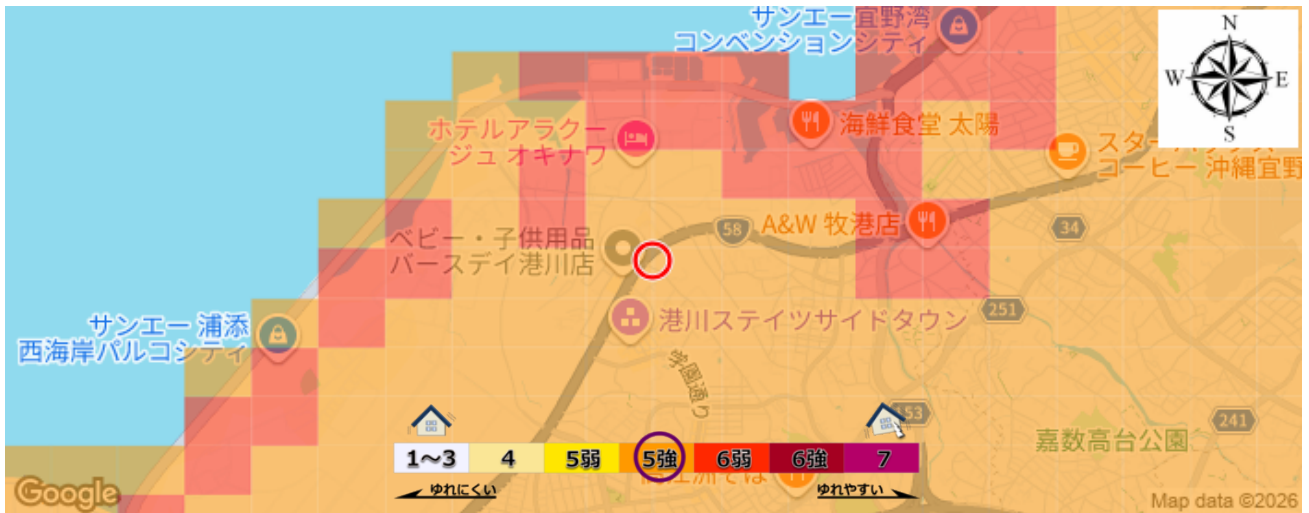 サンエー宜野湾
コンベンションシティ
N
W
E
S
ホテルアラクー
ジュ オキナワ
海鮮食堂 太陽
スターバックス
コーヒー 沖縄宜野
58
A&W 牧港店
34
ベビー・子供用品
バースデイ港川店
サンエー 浦添
西海岸パルコシティ
港川ステイツサイドタウン
251
学園通り
153
241
嘉数高台公園
1～3
4
5弱
5強
6弱
6強
7
ゆれにくい
ゆれやすい
Google
Map data ©2026